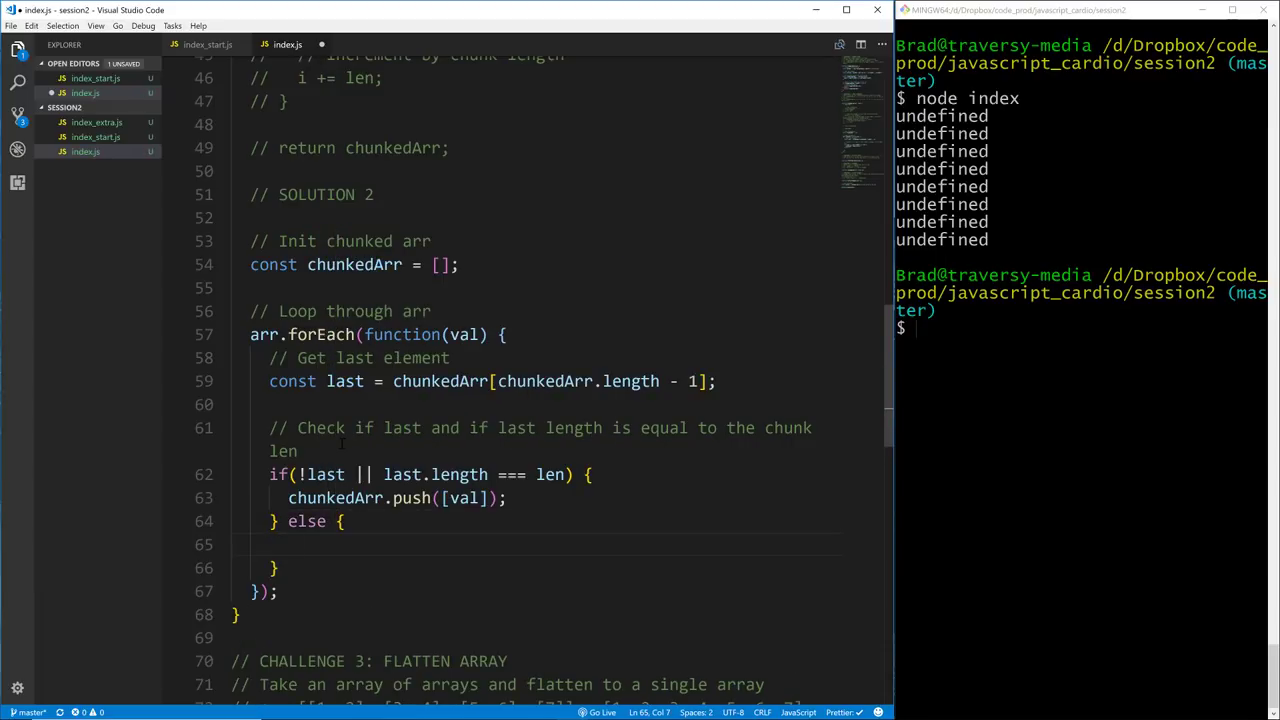 index.js - session2 - Visual Studio Code
File Edit Selection View Go Debug Tasks Help
EXPLORER
OPEN EDITORS 1 UNSAVED
index_start.js U
index.js U
SESSION2
index_extra.js U
index_start.js U
index.js U
index_start.js index.js
46 // i += len;
47 // }
48
49 // return chunkedArr;
50
51 // SOLUTION 2
52
53 // Init chunked arr
54 const chunkedArr = [];
55
56 // Loop through arr
57 arr.forEach(function(val) {
58 // Get last element
59 const last = chunkedArr[chunkedArr.length - 1];
60
61 // Check if last and if last length is equal to the chunk
len
62 if(!last || last.length === len) {
63 chunkedArr.push([val]);
64 } else {
65
66 }
67 });
68 }
69
70 // CHALLENGE 3: FLATTEN ARRAY
71 // Take an array of arrays and flatten to a single array
master* 0 0 Go Live Ln 65, Col 7 Spaces: 2 UTF-8 CRLF JavaScript Prettier: ✓
MINGW64:/d/Dropbox/code_prod/javascript_cardio/session2
Brad@traversy-media /d/Dropbox/code_
prod/javascript_cardio/session2 (mas
ter)
$ node index
undefined
undefined
undefined
undefined
undefined
undefined
undefined
undefined
Brad@traversy-media /d/Dropbox/code_
prod/javascript_cardio/session2 (mas
ter)
$